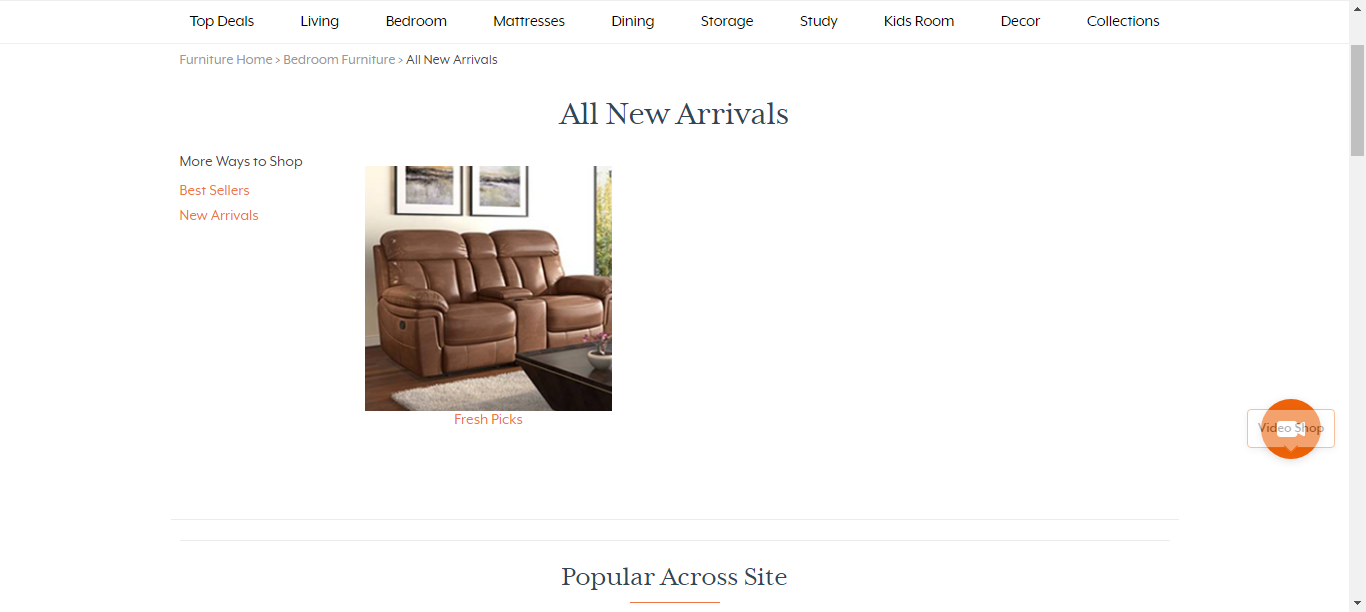 Top Deals Living Bedroom Mattresses Dining Storage Study Kids Room Decor Collections
Furniture Home > Bedroom Furniture > All New Arrivals
All New Arrivals
More Ways to Shop
Best Sellers
New Arrivals
Fresh Picks
Video Shop
Popular Across Site